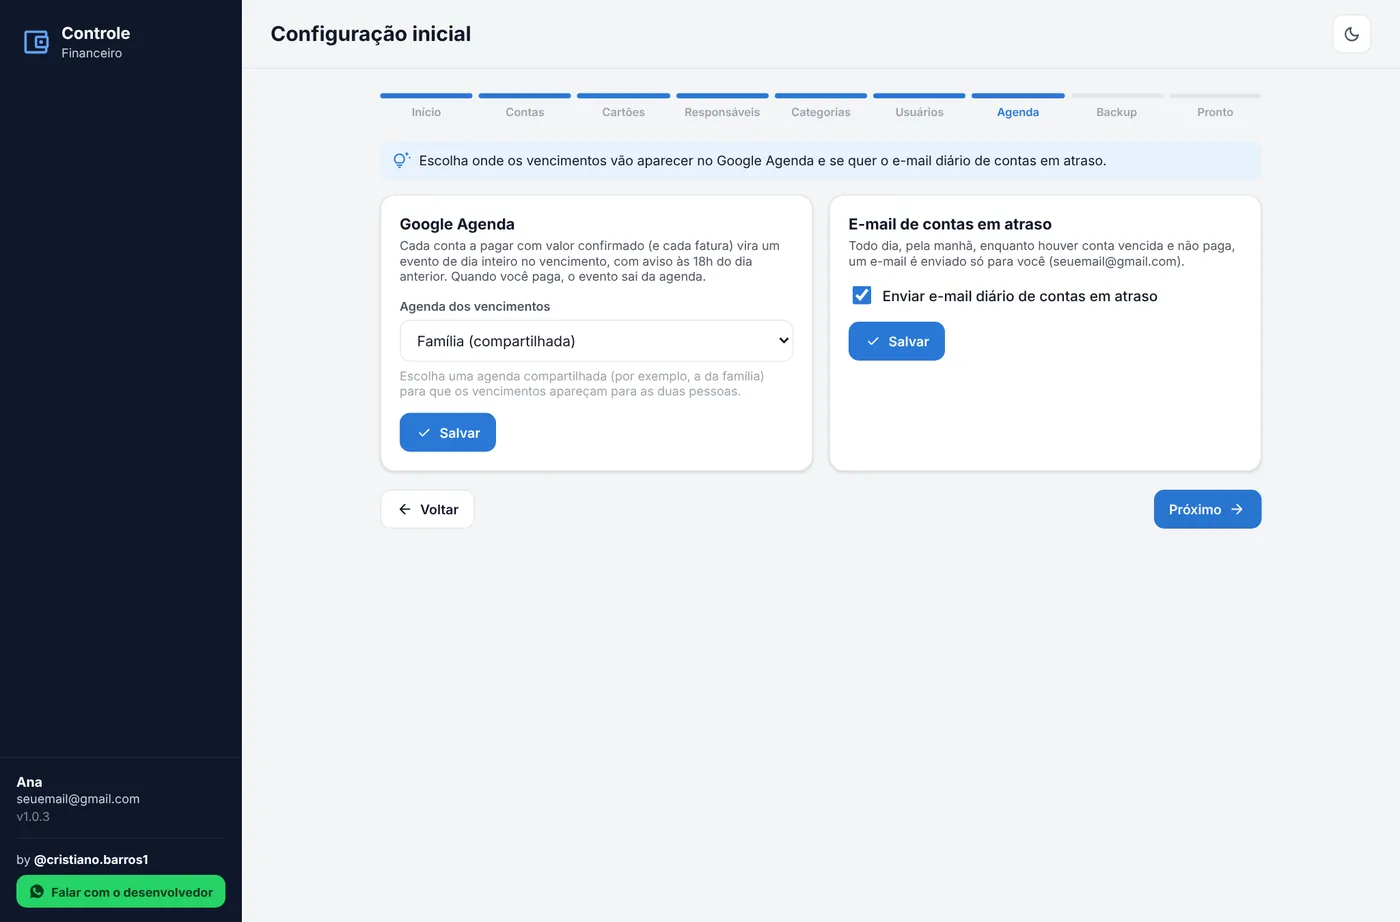 Controle
Financeiro
Configuração inicial
Início
Contas
Cartões
Responsáveis
Categorias
Usuários
Agenda
Backup
Pronto
Escolha onde os vencimentos vão aparecer no Google Agenda e se quer o e-mail diário de contas em atraso.
Google Agenda
Cada conta a pagar com valor confirmado (e cada fatura) vira um
evento de dia inteiro no vencimento, com aviso às 18h do dia
anterior. Quando você paga, o evento sai da agenda.
Agenda dos vencimentos
Família (compartilhada)
Escolha uma agenda compartilhada (por exemplo, a da família)
para que os vencimentos apareçam para as duas pessoas.
Salvar
E-mail de contas em atraso
Todo dia, pela manhã, enquanto houver conta vencida e não paga,
um e-mail é enviado só para você (seuemail@gmail.com).
Enviar e-mail diário de contas em atraso
Salvar
Voltar
Próximo
Ana
seuemail@gmail.com
v1.0.3
by @cristiano.barros1
Falar com o desenvolvedor